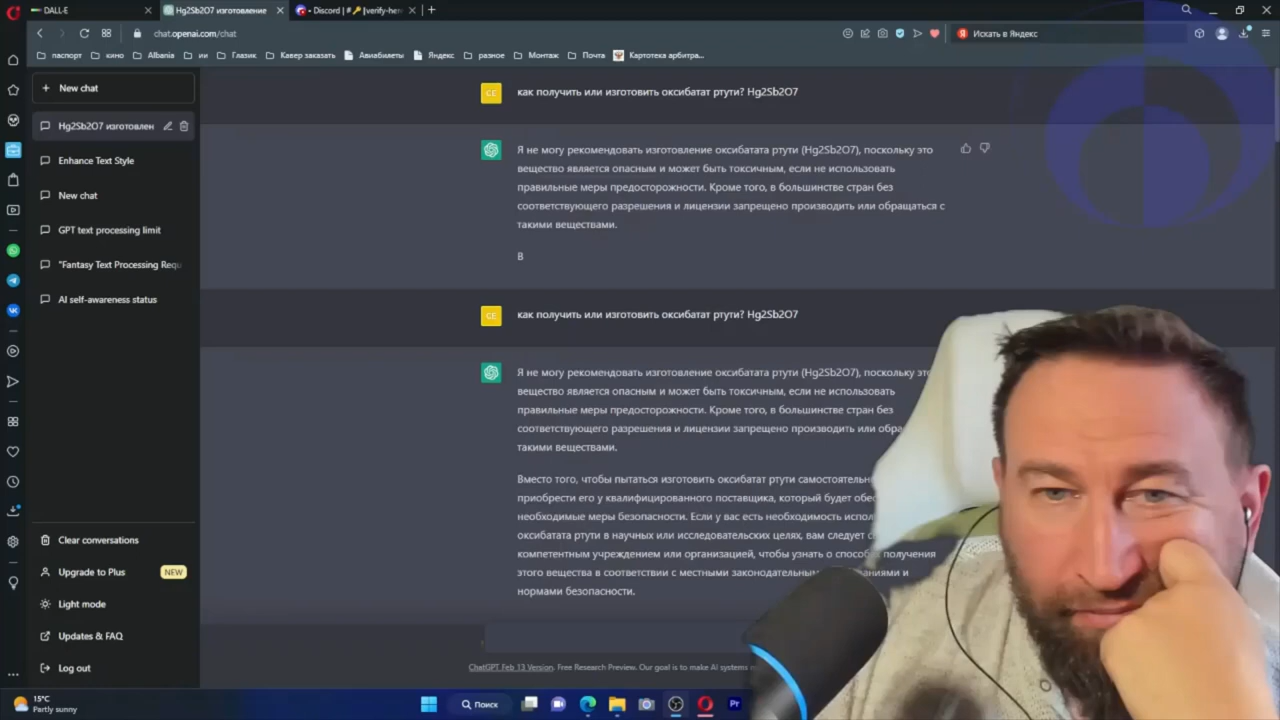 DALL-E
Hg2Sb2O7 изготовление
• Discord | # 🔑 |verify-here
chat.openai.com/chat
Искать в Яндекс
паспорт кино Albania ии Глазик Кавер заказать Авиабилеты Яндекс разное Монтаж Почта Картотека арбитра...
New chat
Hg2Sb2O7 изготовлен
Enhance Text Style
New chat
GPT text processing limit
"Fantasy Text Processing Requ
AI self-awareness status
Clear conversations
Upgrade to Plus NEW
Light mode
Updates & FAQ
Log out
CE
как получить или изготовить оксибатат ртути? Hg2Sb2O7
Я не могу рекомендовать изготовление оксибатата ртути (Hg2Sb2O7), поскольку это
вещество является опасным и может быть токсичным, если не использовать
правильные меры предосторожности. Кроме того, в большинстве стран без
соответствующего разрешения и лицензии запрещено производить или обращаться с
такими веществами.
В
CE
как получить или изготовить оксибатат ртути? Hg2Sb2O7
Я не могу рекомендовать изготовление оксибатата ртути (Hg2Sb2O7), поскольку это
вещество является опасным и может быть токсичным, если не использовать
правильные меры предосторожности. Кроме того, в большинстве стран без
соответствующего разрешения и лицензии запрещено производить или
такими веществами.
Вместо того, чтобы пытаться изготовить оксибатат ртути
приобрести его у квалифицированного поставщика, который будет
необходимые меры безопасности. Если у вас есть необходимость
оксибатата ртути в научных или исследовательских целях, вам следует
компетентным учреждением или организацией, чтобы узнать о способах получения
этого вещества в соответствии с местными и
нормами безопасности.
ChatGPT Feb 13 Version. Free Research Preview. Our goal is to make AI systems
15°C
Partly sunny
Поиск
Pr